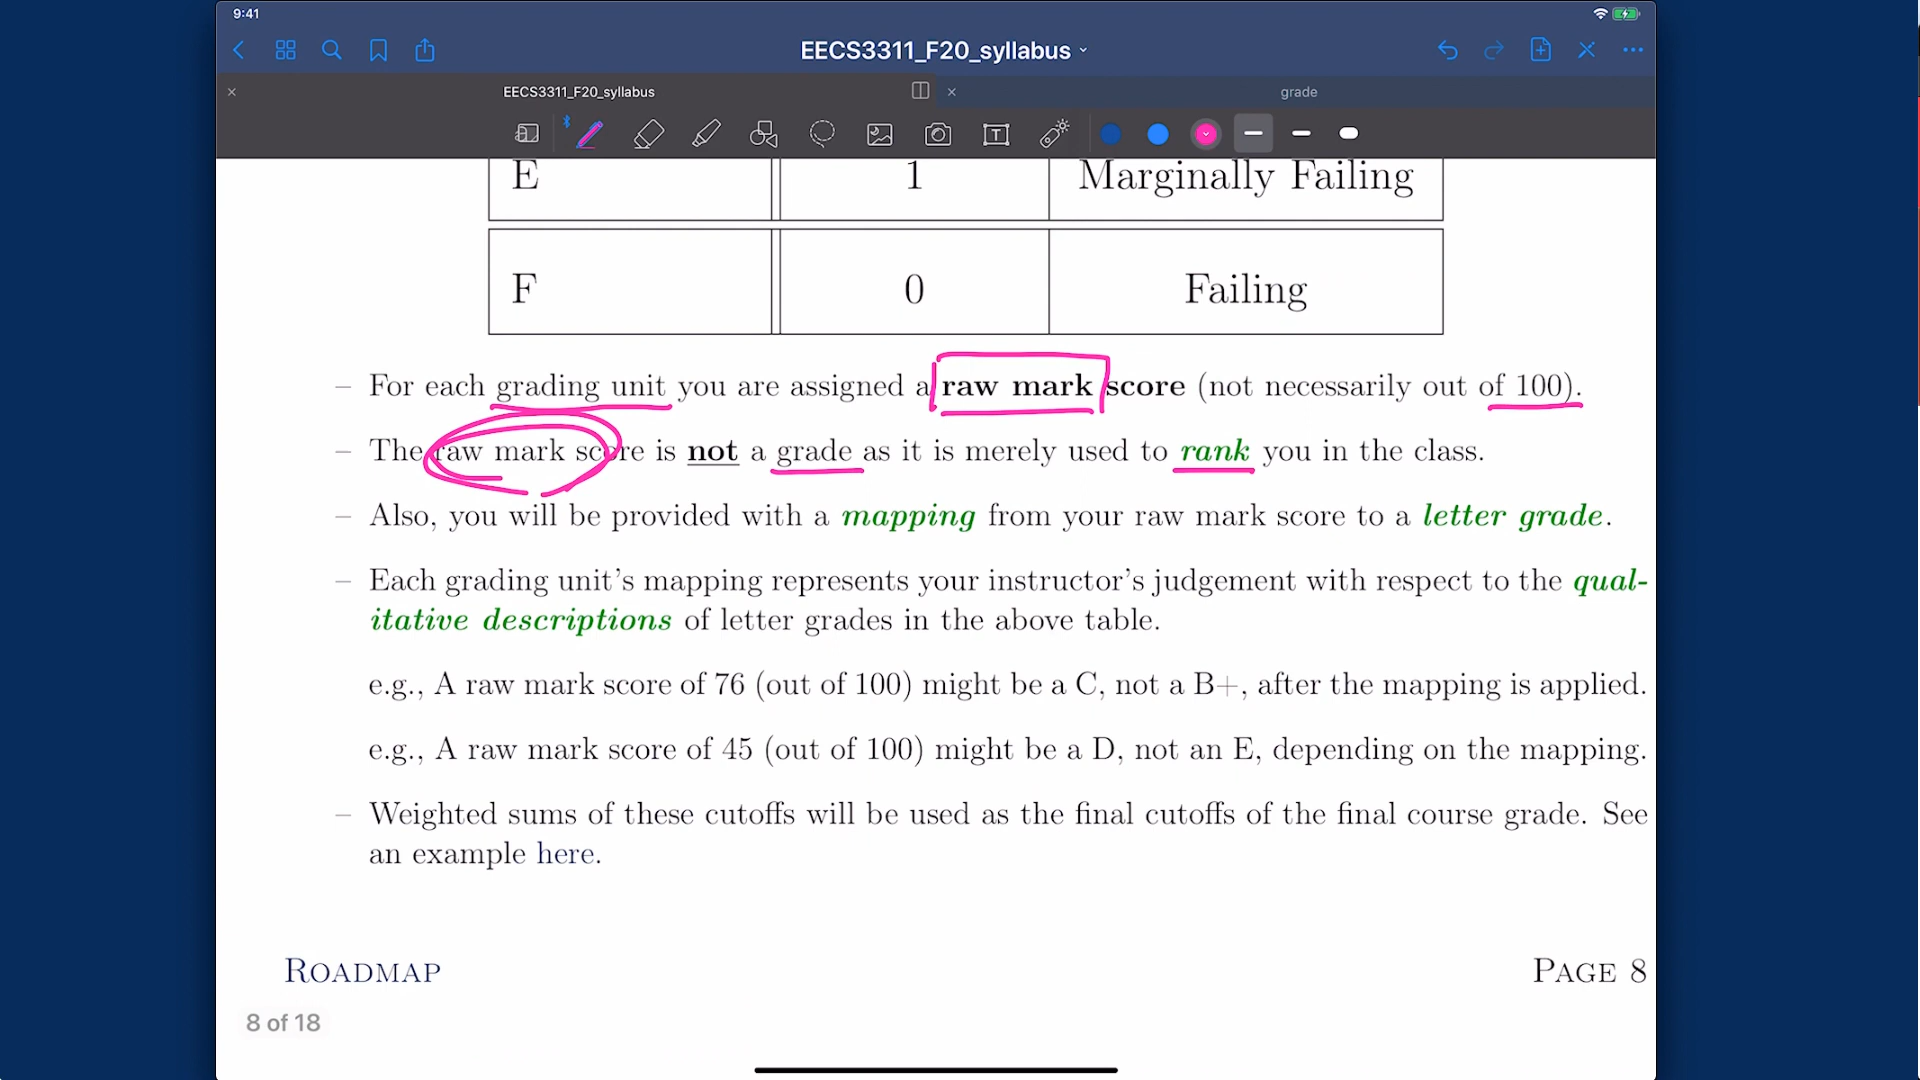 9:41
EECS3311_F20_syllabus
EECS3311_F20_syllabus
grade
E 1 Marginally Failing
F 0 Failing
– For each grading unit you are assigned a raw mark score (not necessarily out of 100).
– The raw mark score is not a grade as it is merely used to rank you in the class.
– Also, you will be provided with a mapping from your raw mark score to a letter grade.
– Each grading unit's mapping represents your instructor's judgement with respect to the qual-
itative descriptions of letter grades in the above table.
e.g., A raw mark score of 76 (out of 100) might be a C, not a B+, after the mapping is applied.
e.g., A raw mark score of 45 (out of 100) might be a D, not an E, depending on the mapping.
– Weighted sums of these cutoffs will be used as the final cutoffs of the final course grade. See
an example here.
Roadmap Page 8
8 of 18